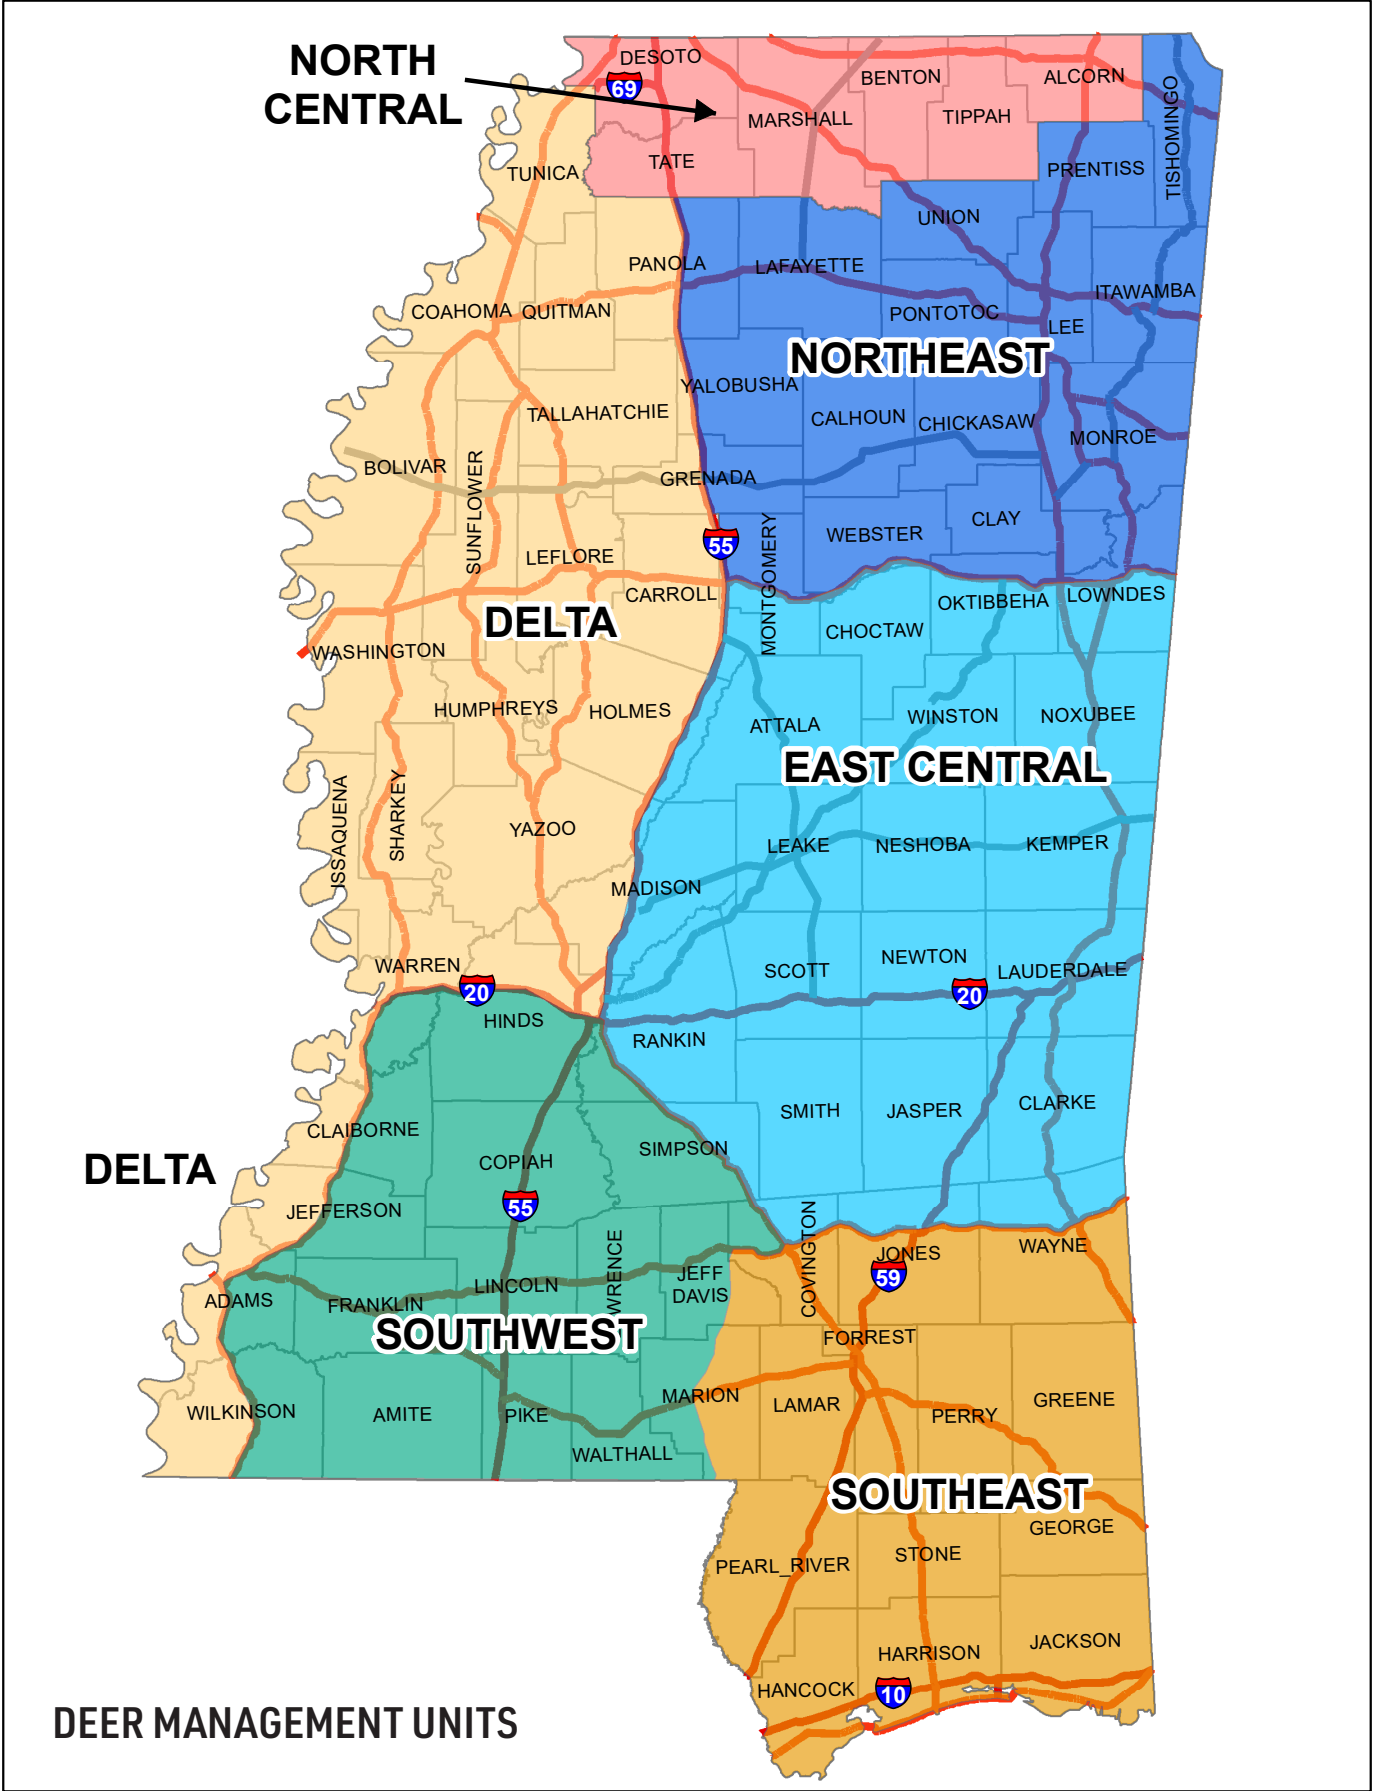 NORTH
CENTRAL
DESOTO
69
BENTON
ALCORN
MARSHALL
TIPPAH
TISHOMINGO
TUNICA
TATE
PRENTISS
UNION
PANOLA
LAFAYETTE
ITAWAMBA
COAHOMA
QUITMAN
PONTOTOC
LEE
NORTHEAST
YALOBUSHA
TALLAHATCHIE
CALHOUN
CHICKASAW
MONROE
BOLIVAR
SUNFLOWER
GRENADA
CLAY
WEBSTER
55
MONTGOMERY
LEFLORE
CARROLL
OKTIBBEHA
LOWNDES
DELTA
CHOCTAW
WASHINGTON
HUMPHREYS
HOLMES
ATTALA
WINSTON
NOXUBEE
EAST CENTRAL
ISSAQUENA
SHARKEY
YAZOO
LEAKE
NESHOBA
KEMPER
MADISON
WARREN
SCOTT
NEWTON
LAUDERDALE
20
20
HINDS
RANKIN
SMITH
JASPER
CLARKE
CLAIBORNE
SIMPSON
COPIAH
DELTA
55
JEFFERSON
COVINGTON
JONES
WAYNE
59
WRENCE
JEFF
DAVIS
LINCOLN
ADAMS
FRANKLIN
SOUTHWEST
FORREST
MARION
LAMAR
GREENE
WILKINSON
AMITE
PIKE
PERRY
WALTHALL
SOUTHEAST
GEORGE
STONE
PEARL_RIVER
JACKSON
HARRISON
HANCOCK
10
DEER MANAGEMENT UNITS